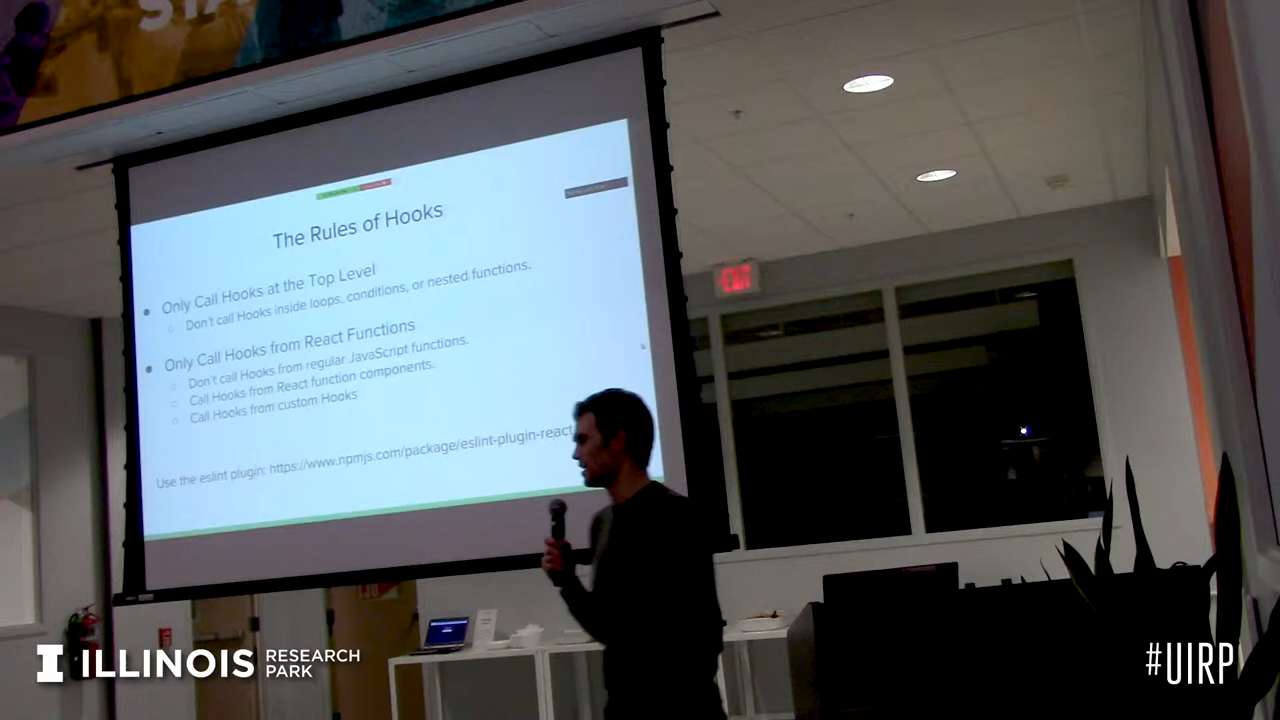 STA
The Rules of Hooks
Only Call Hooks at the Top Level
Don't call Hooks inside loops, conditions, or nested functions.
Only Call Hooks from React Functions
Don't call Hooks from regular JavaScript functions.
Call Hooks from React function components.
Call Hooks from custom Hooks
Use the eslint plugin: https://www.npmjs.com/package/eslint-plugin-react
EXIT
I ILLINOIS RESEARCH PARK
#UIRP